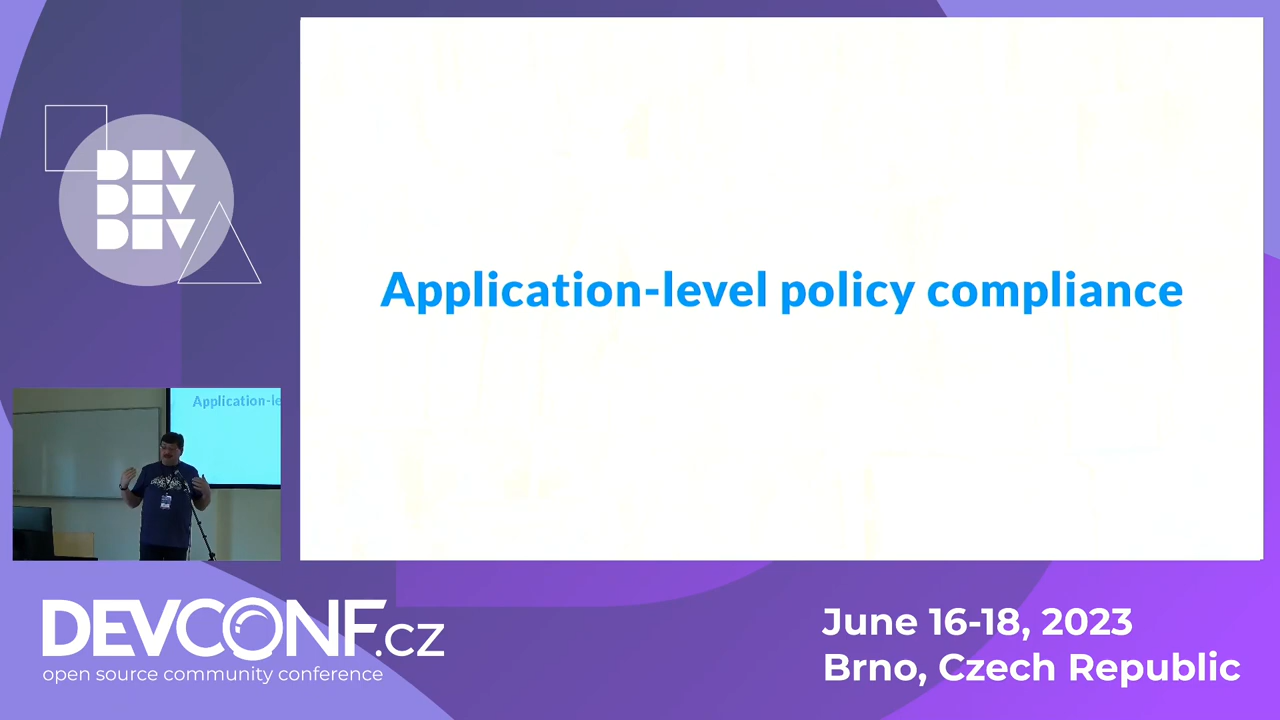 DEV
DEV
DEV
Application-level policy compliance
Application-le
DEVCONF.cz
open source community conference
June 16-18, 2023
Brno, Czech Republic